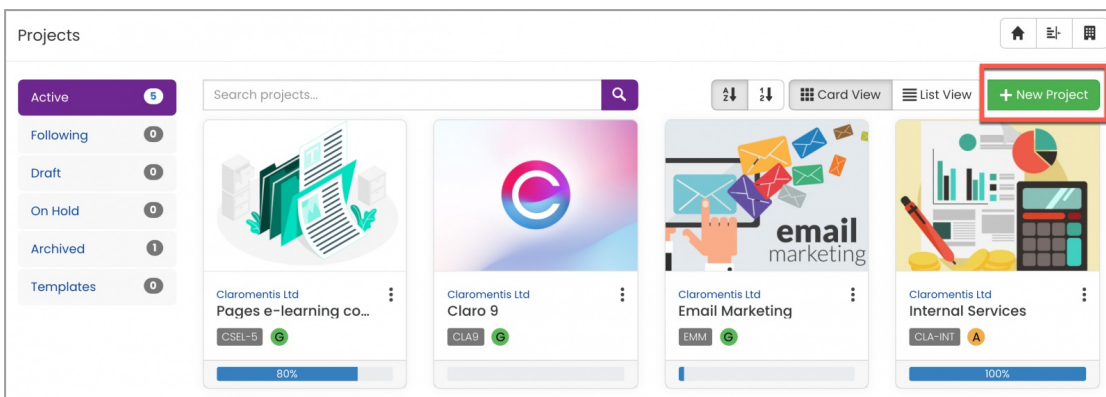 Projects
Active 5
Following 0
Draft 0
On Hold 0
Archived 1
Templates 0
Search projects...
Card View
List View
+ New Project
Claromentis Ltd
Pages e-learning co...
CSEL-5 G
80%
Claromentis Ltd
Claro 9
CLA9 G
email
marketing
Claromentis Ltd
Email Marketing
EMM G
Claromentis Ltd
Internal Services
CLA-INT A
100%